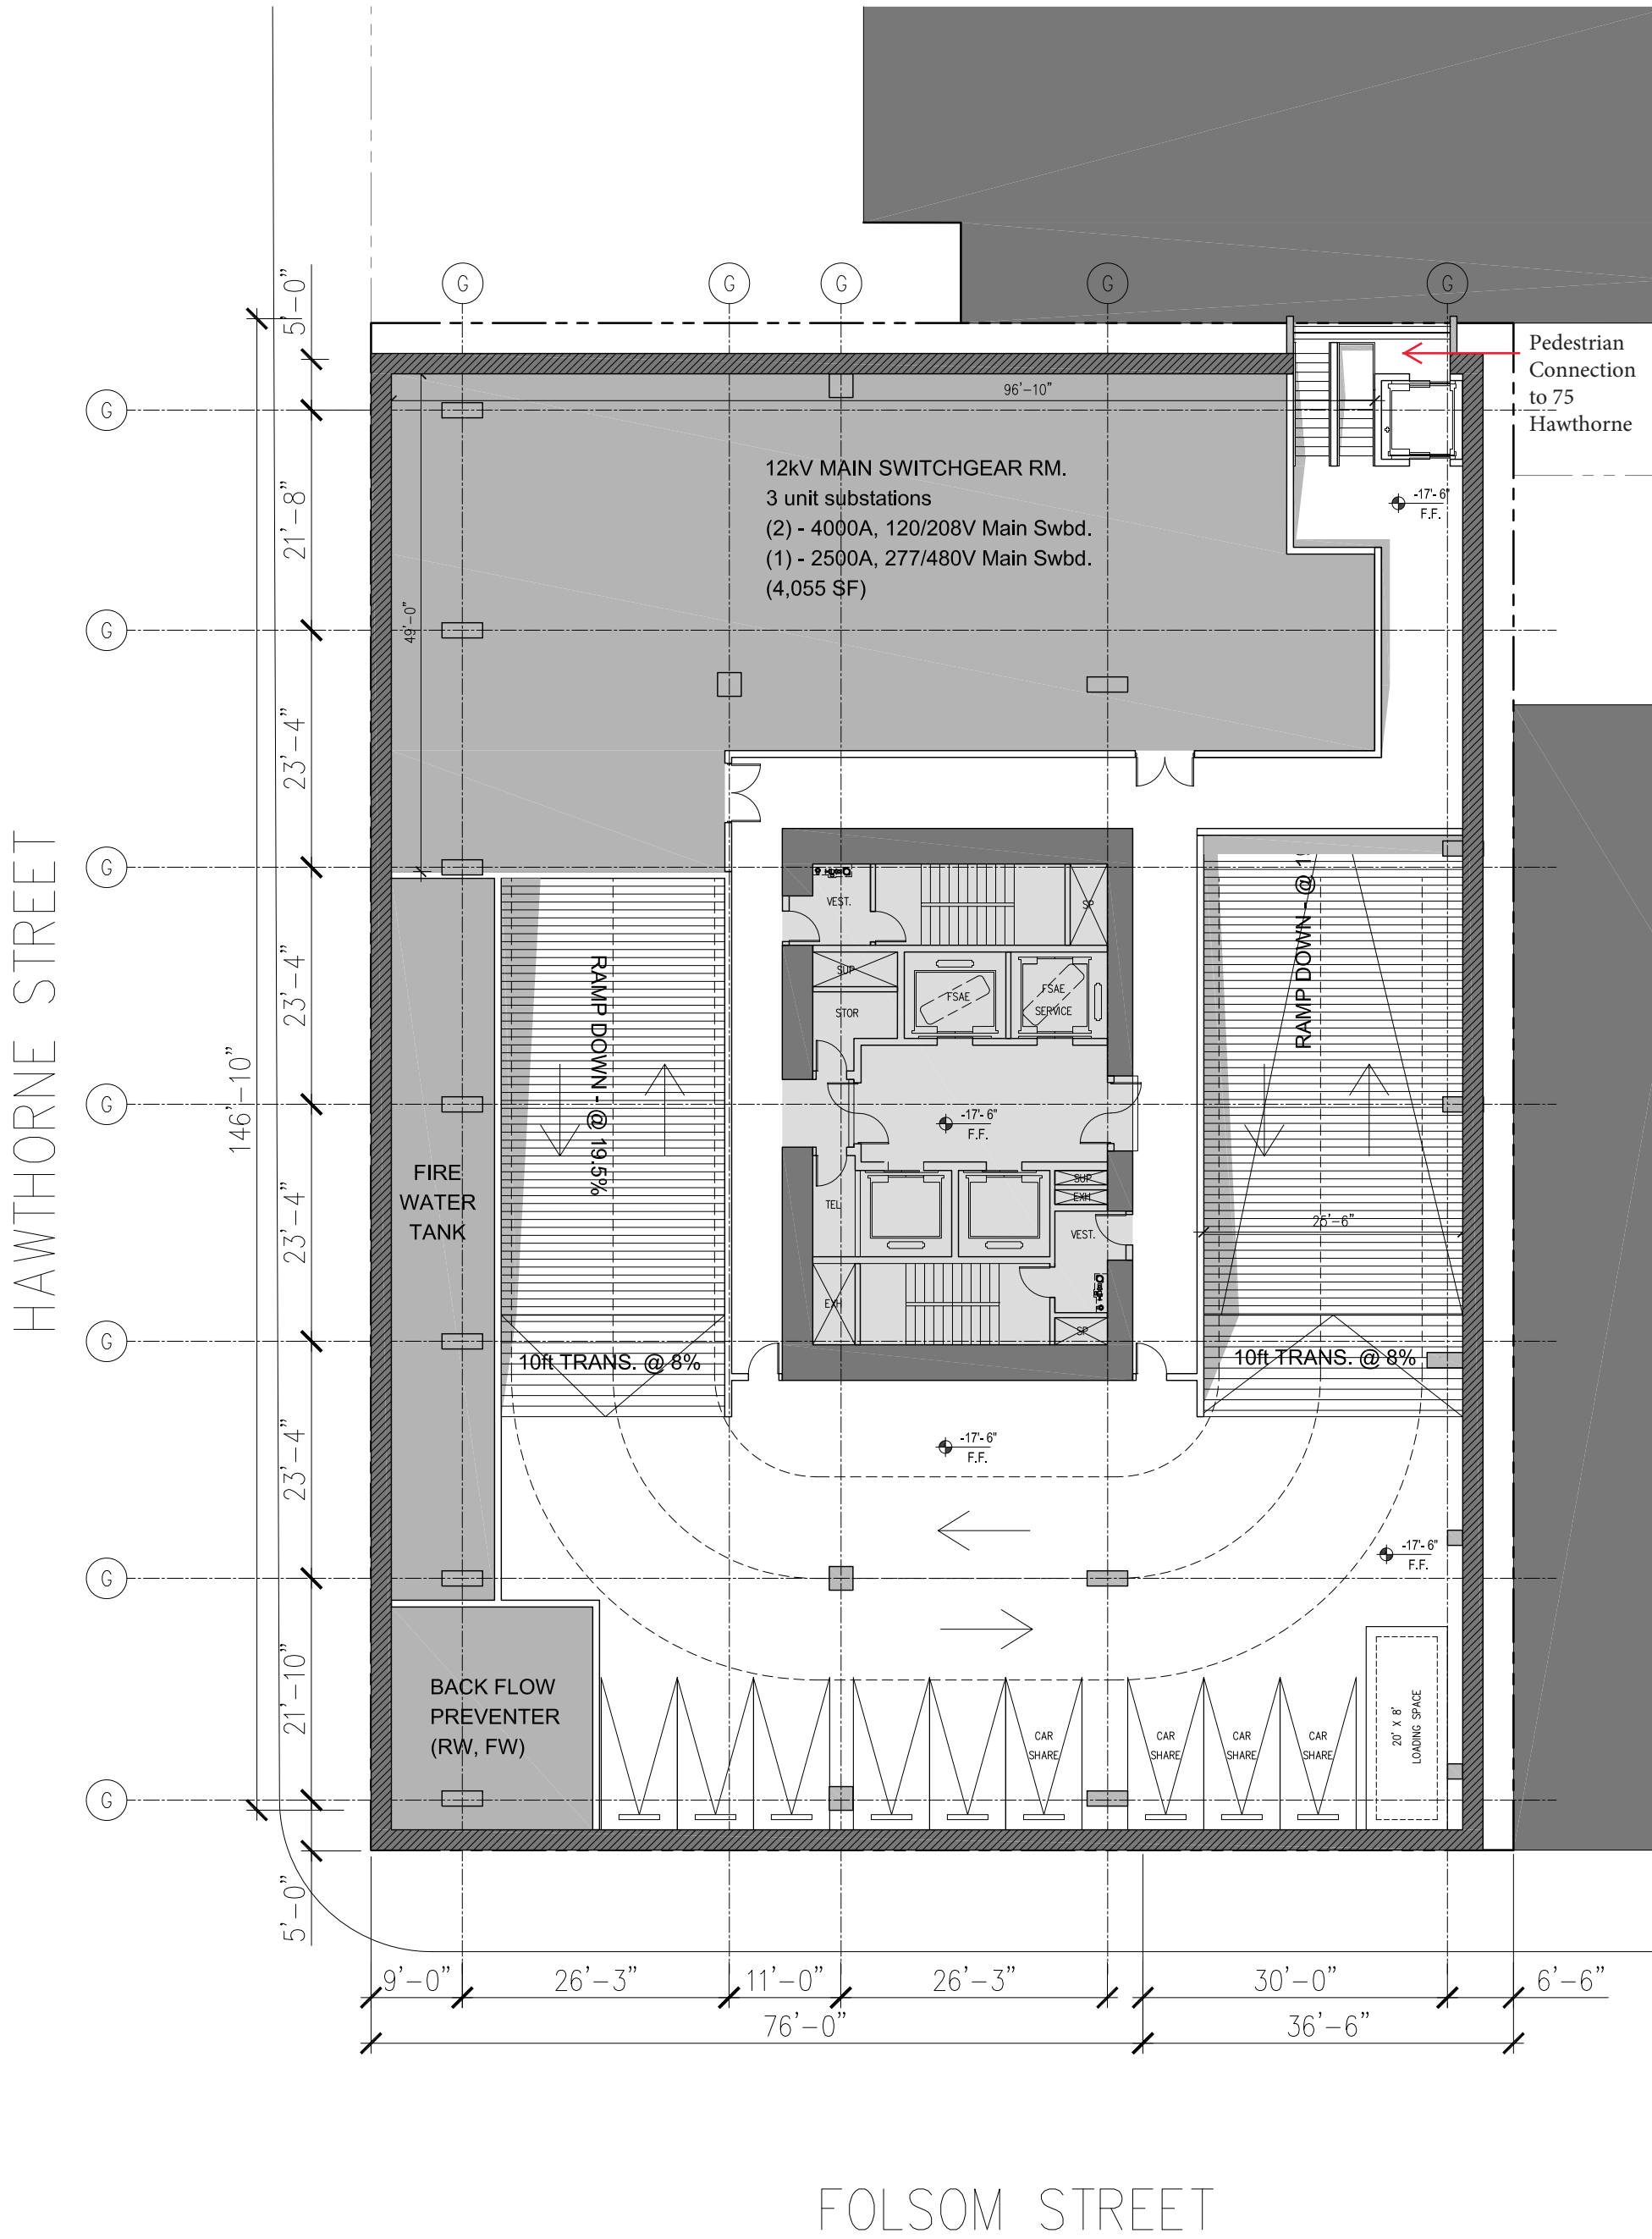 G
G
G
G
G
5'-0"
Pedestrian
Connection
to 75
Hawthorne
96'-10"
G
12kV MAIN SWITCHGEAR RM.
3 unit substations
(2) - 4000A, 120/208V Main Swbd.
(1) - 2500A, 277/480V Main Swbd.
(4,055 SF)
-17'-6"
F.F.
21'-8"
49'-0"
G
23'-4"
G
HAWTHORNE STREET
146'-10"
23'-4"
RAMP DOWN - @ 19.5%
VEST.
SP
SUP
FSAE
FSAE
SERVICE
STOR
RAMP DOWN - @ 1
G
-17'-6"
F.F.
FIRE
WATER
TANK
23'-4"
TEL
SUP
EXH
VEST.
25'-6"
EXH
SP
G
10ft TRANS. @ 8%
10ft TRANS. @ 8%
23'-4"
-17'-6"
F.F.
-17'-6"
F.F.
G
21'-10"
BACK FLOW
PREVENTER
(RW, FW)
CAR
SHARE
CAR
SHARE
CAR
SHARE
CAR
SHARE
20' X 8'
LOADING SPACE
G
5'-0"
9'-0"
26'-3"
11'-0"
26'-3"
30'-0"
6'-6"
76'-0"
36'-6"
FOLSOM STREET